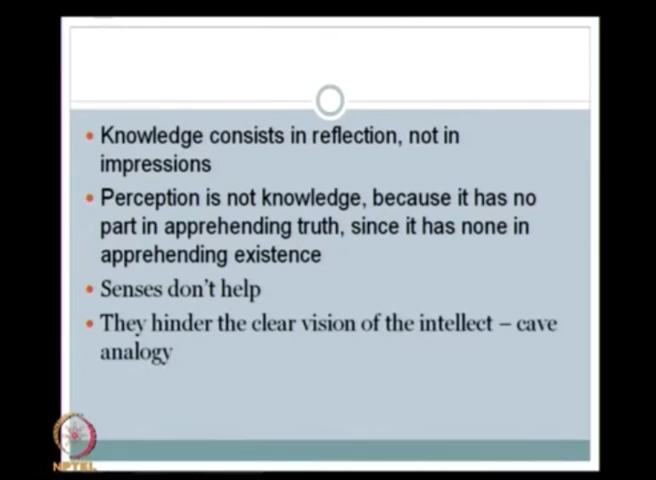 • Knowledge consists in reflection, not in
impressions
• Perception is not knowledge, because it has no
part in apprehending truth, since it has none in
apprehending existence
• Senses don't help
• They hinder the clear vision of the intellect – cave
analogy
NPTEL